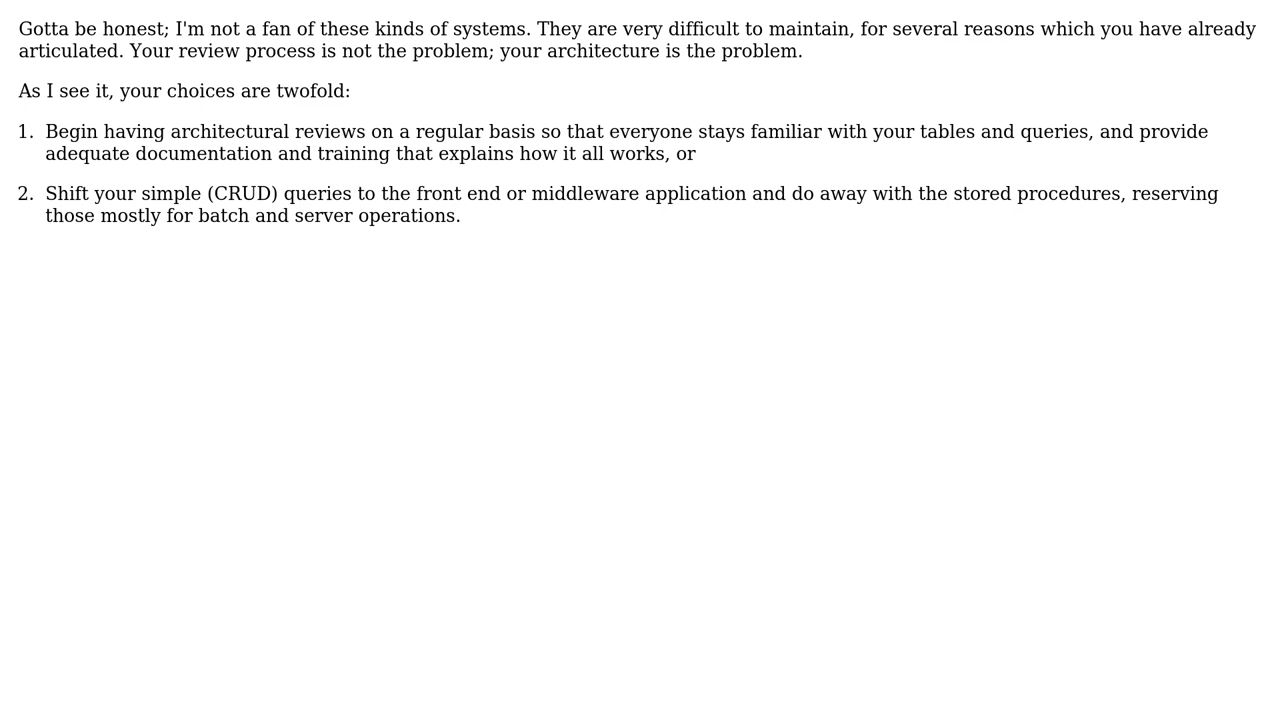 Gotta be honest; I'm not a fan of these kinds of systems. They are very difficult to maintain, for several reasons which you have already
articulated. Your review process is not the problem; your architecture is the problem.
As I see it, your choices are twofold:
1. Begin having architectural reviews on a regular basis so that everyone stays familiar with your tables and queries, and provide
adequate documentation and training that explains how it all works, or
2. Shift your simple (CRUD) queries to the front end or middleware application and do away with the stored procedures, reserving
those mostly for batch and server operations.